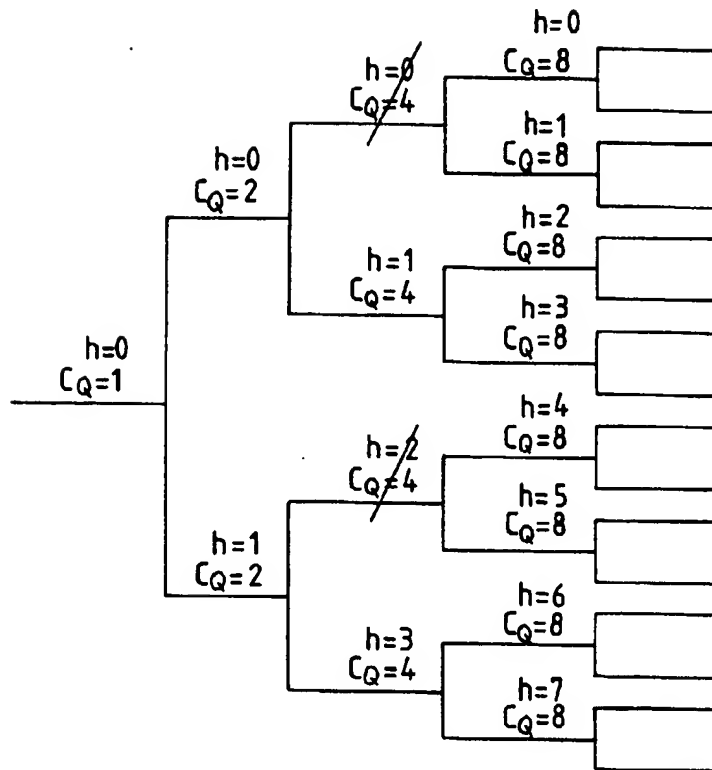 h=0
C_Q=1
h=0
C_Q=2
h=1
C_Q=2
h=0
C_Q=4
h=1
C_Q=4
h=2
C_Q=4
h=3
C_Q=4
h=0
C_Q=8
h=1
C_Q=8
h=2
C_Q=8
h=3
C_Q=8
h=4
C_Q=8
h=5
C_Q=8
h=6
C_Q=8
h=7
C_Q=8